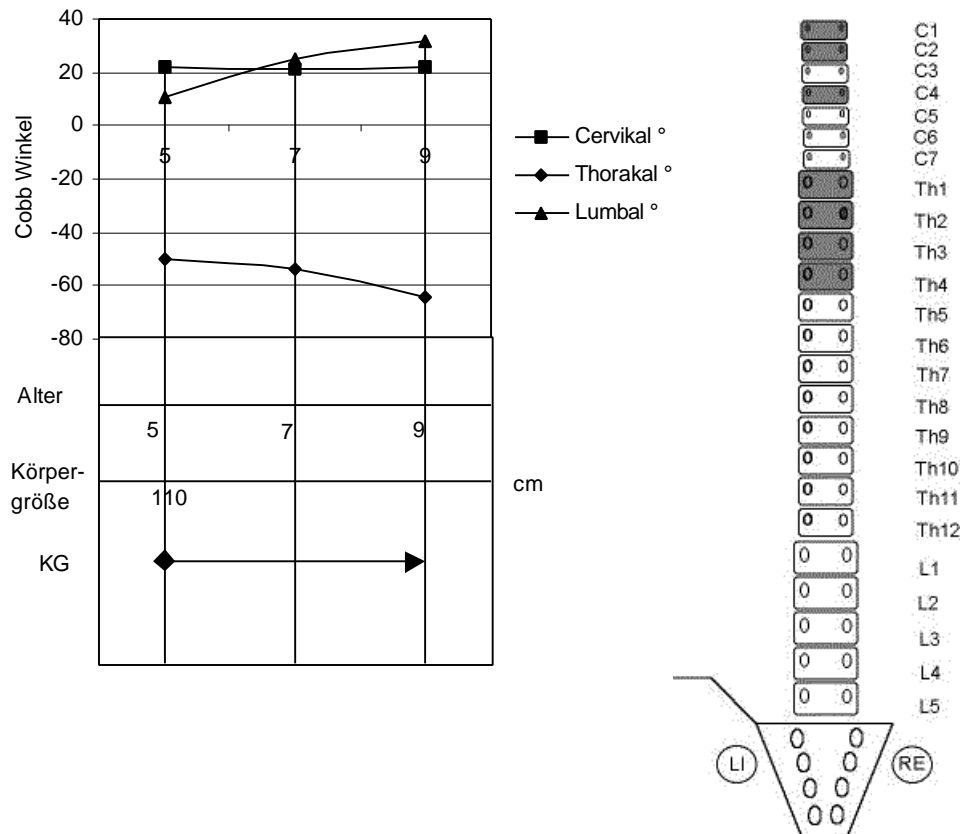 40
20
0
-20
-40
-60
-80
Cobb Winkel
5 7 9
Cervikal °
Thorakal °
Lumbal °
Alter
5 7 9
Körper-
größe
110
cm
KG
C1
C2
C3
C4
C5
C6
C7
Th1
Th2
Th3
Th4
Th5
Th6
Th7
Th8
Th9
Th10
Th11
Th12
L1
L2
L3
L4
L5
LI RE